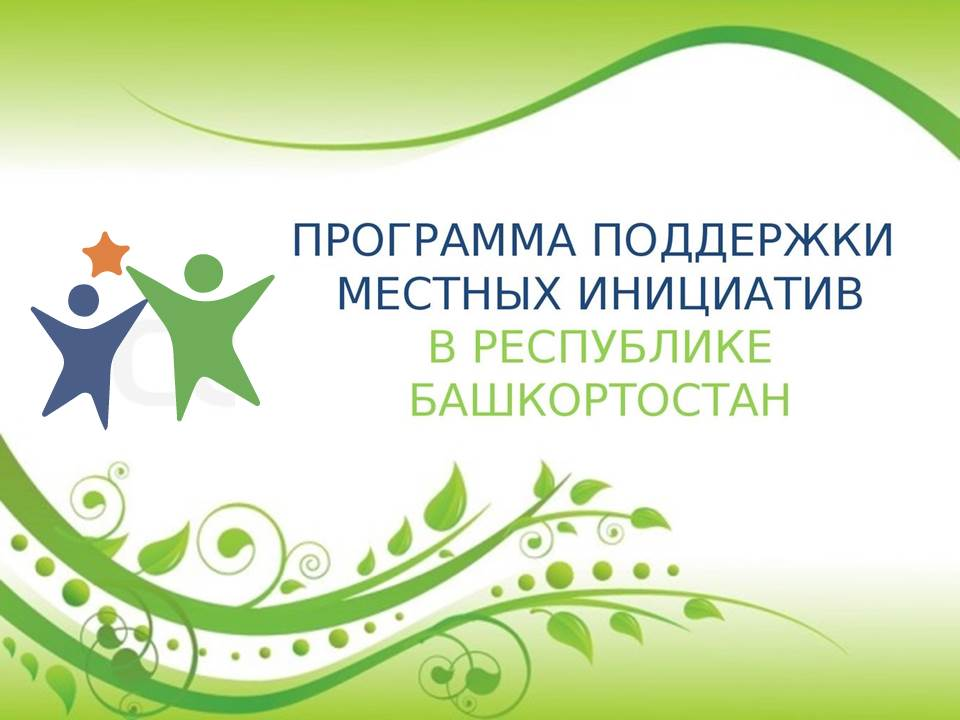 ПРОГРАММА ПОДДЕРЖКИ
МЕСТНЫХ ИНИЦИАТИВ
В РЕСПУБЛИКЕ
БАШКОРТОСТАН